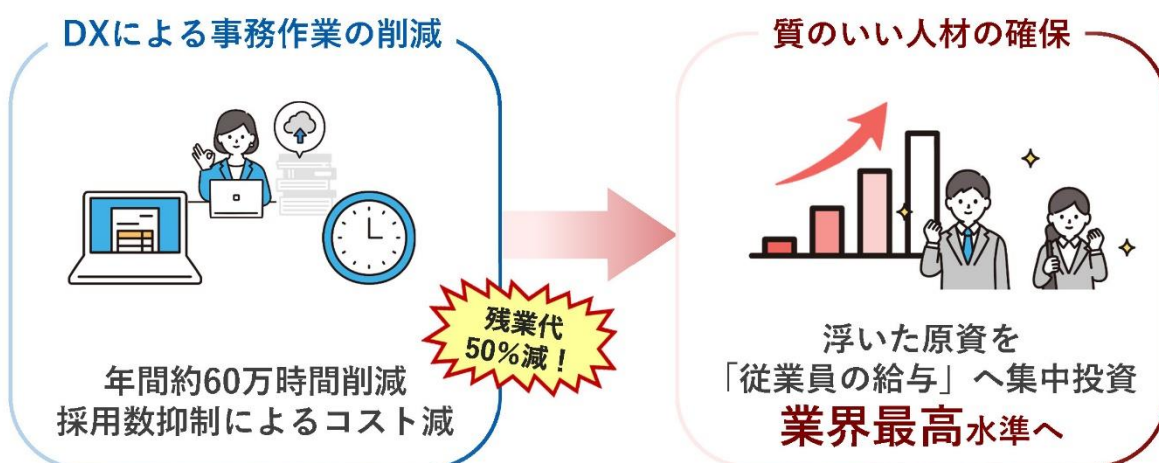 DXによる事務作業の削減
年間約60万時間削減
採用数抑制によるコスト減
残業代
50%減！
質のいい人材の確保
浮いた原資を
「従業員の給与」へ集中投資
業界最高水準へ